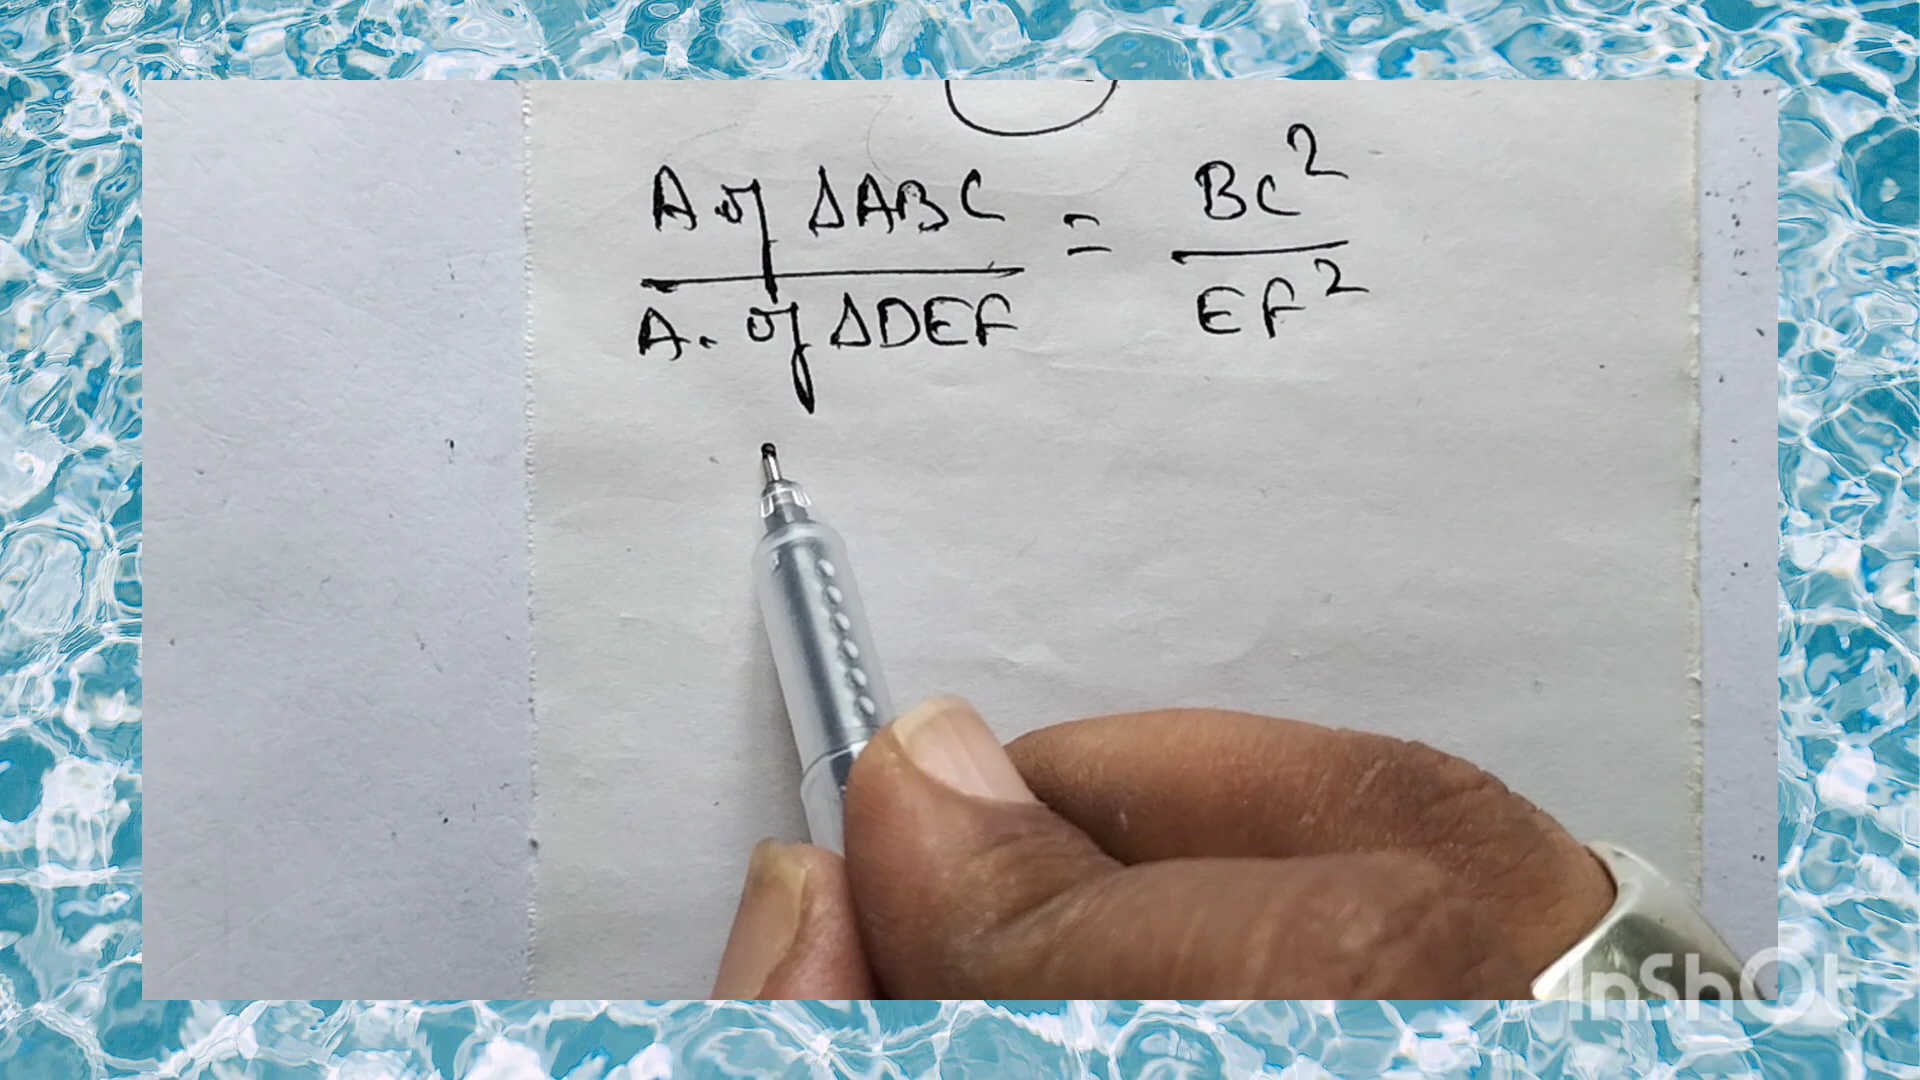 A of ΔABC = BC²
A. of ΔDEF EF²
InShOt